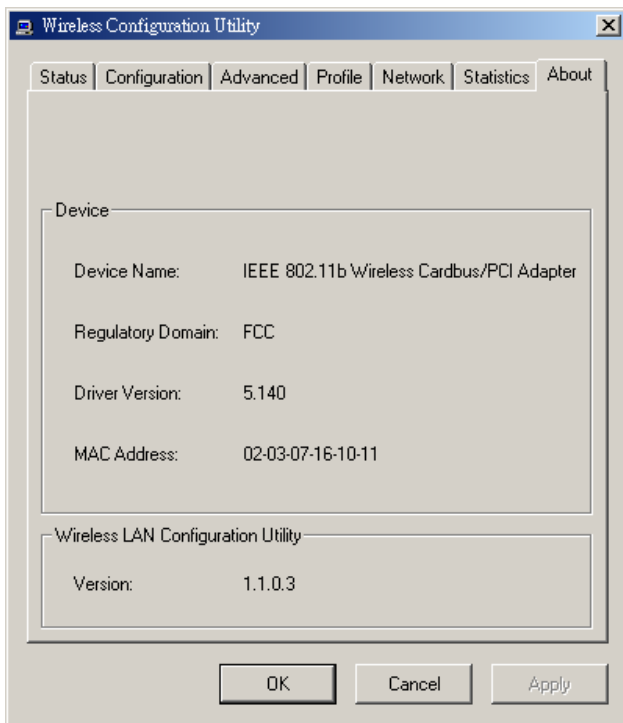 Wireless Configuration Utility
Status Configuration Advanced Profile Network Statistics About
Device
Device Name: IEEE 802.11b Wireless Cardbus/PCI Adapter
Regulatory Domain: FCC
Driver Version: 5.140
MAC Address: 02-03-07-16-10-11
Wireless LAN Configuration Utility
Version: 1.1.0.3
OK Cancel Apply